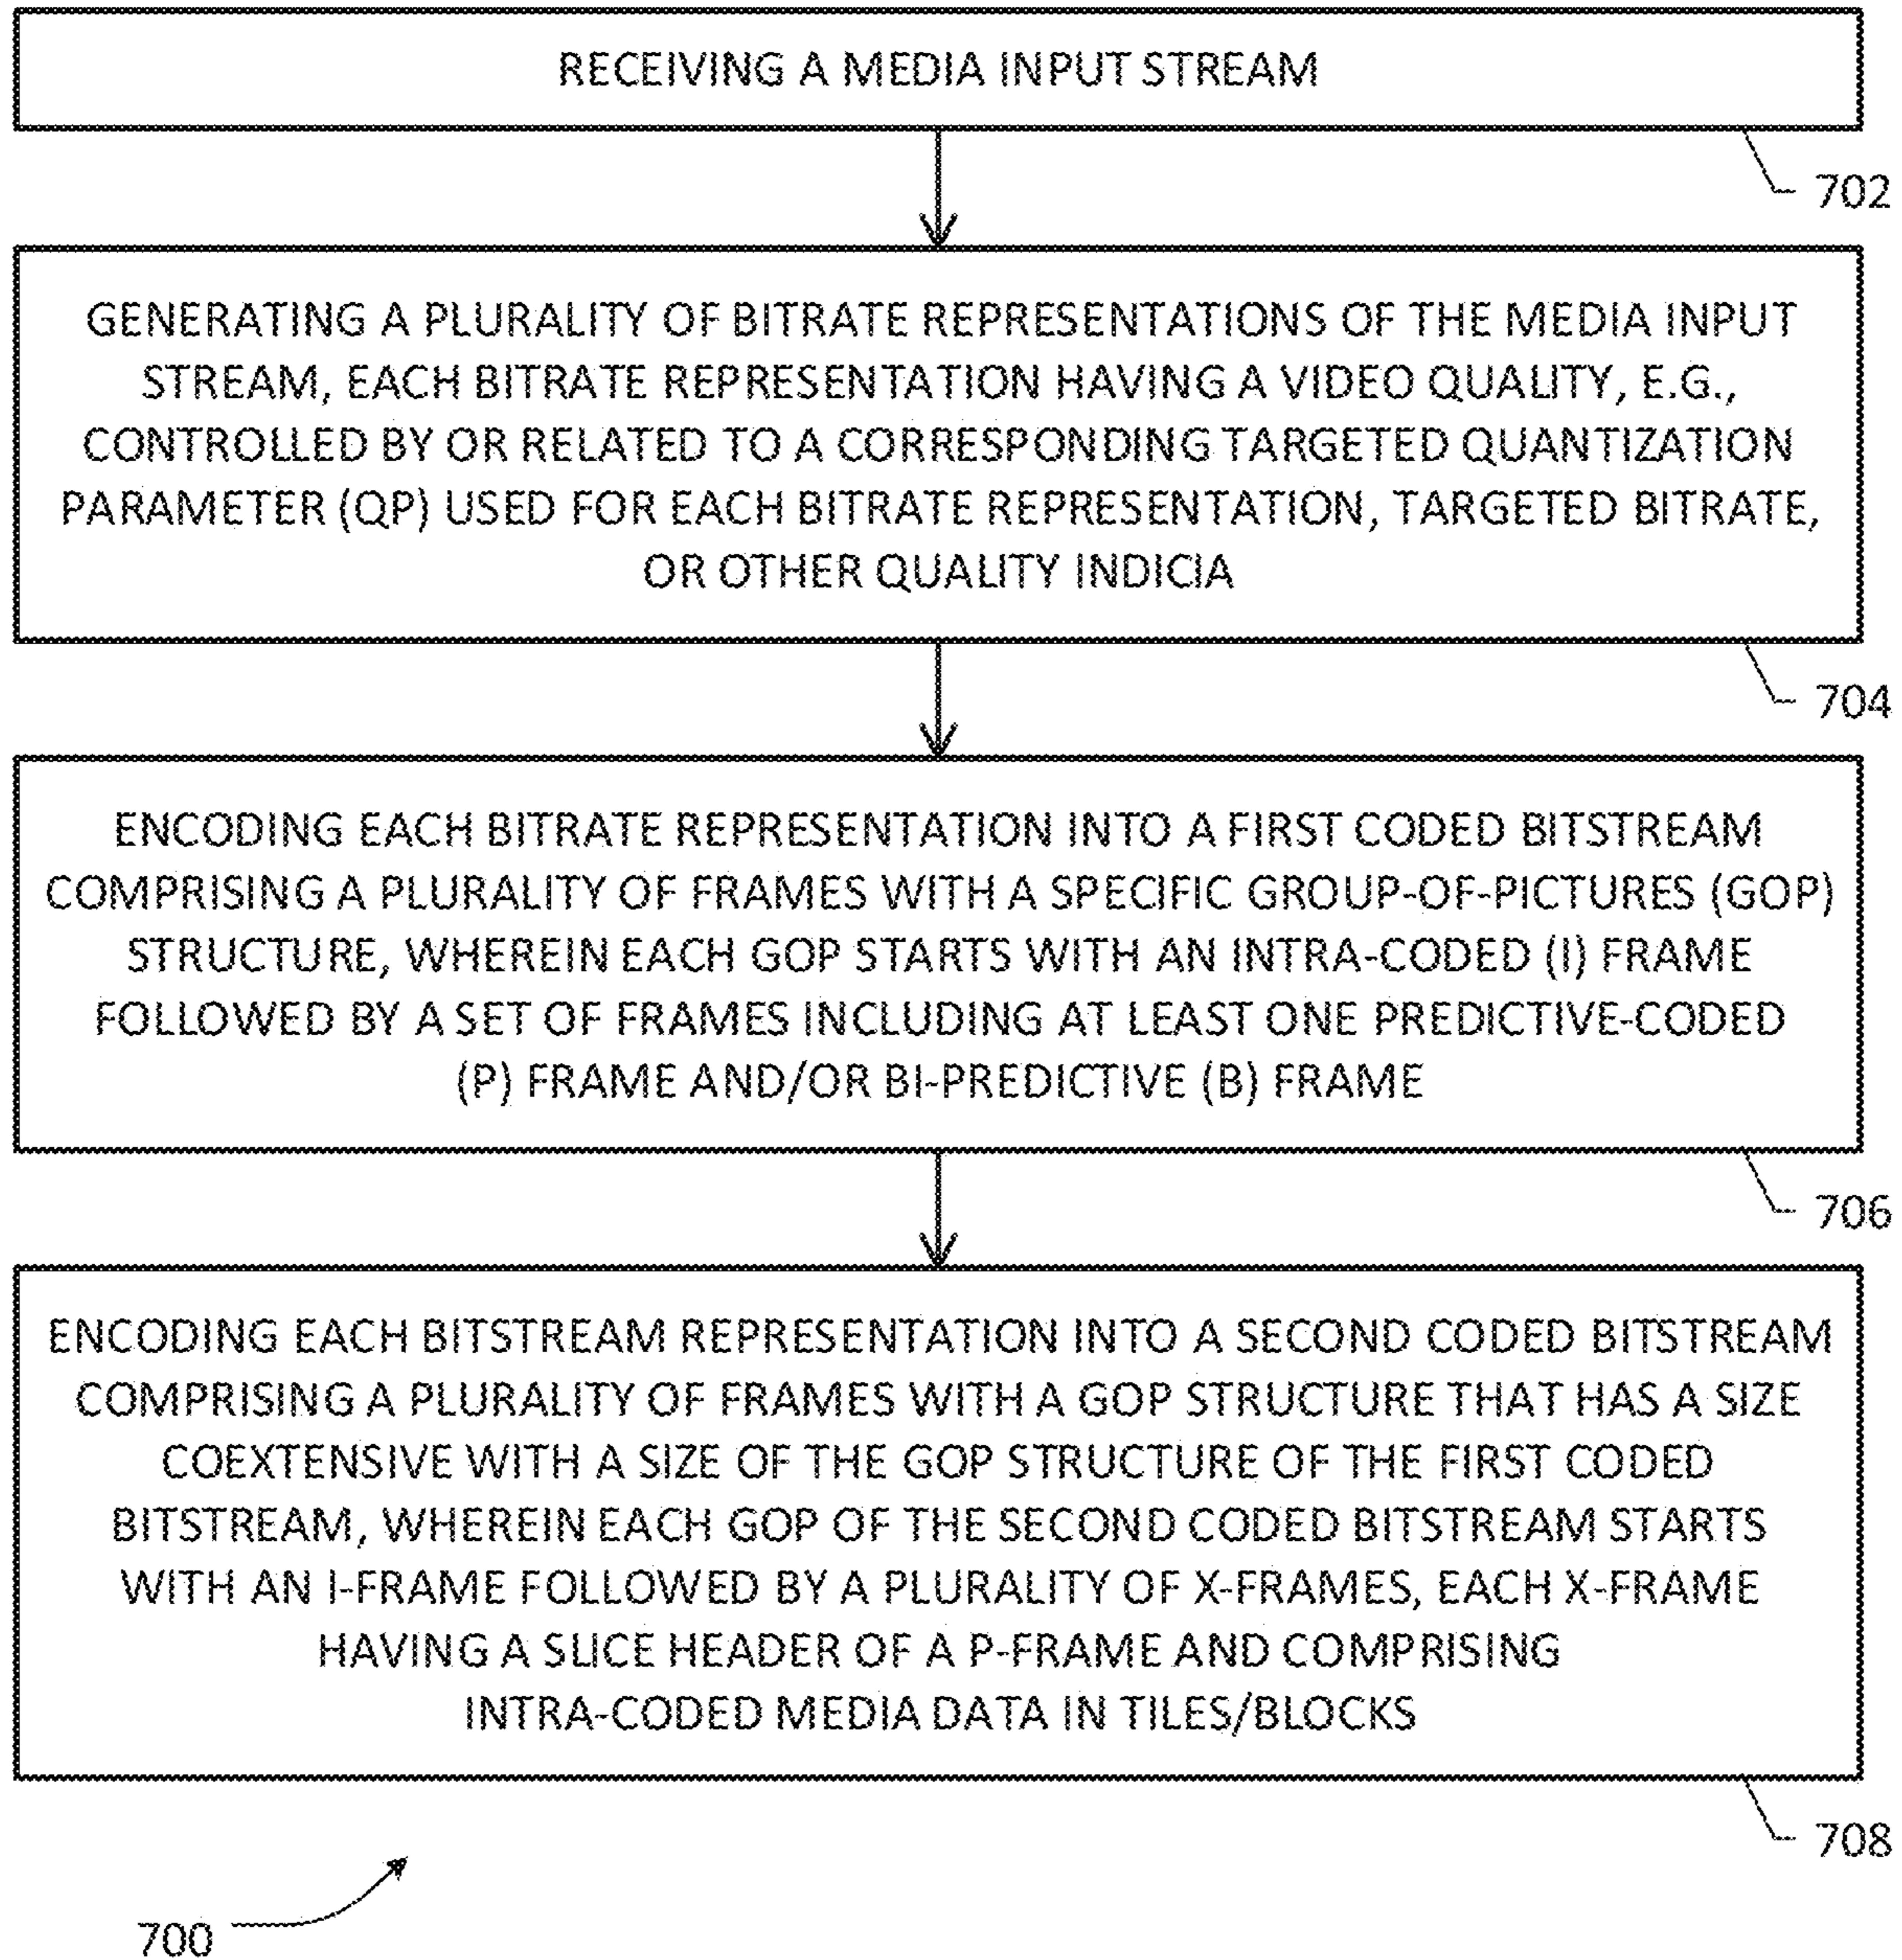 RECEIVING A MEDIA INPUT STREAM
702
GENERATING A PLURALITY OF BITRATE REPRESENTATIONS OF THE MEDIA INPUT
STREAM, EACH BITRATE REPRESENTATION HAVING A VIDEO QUALITY, E.G.,
CONTROLLED BY OR RELATED TO A CORRESPONDING TARGETED QUANTIZATION
PARAMETER (QP) USED FOR EACH BITRATE REPRESENTATION, TARGETED BITRATE,
OR OTHER QUALITY INDICIA
704
ENCODING EACH BITRATE REPRESENTATION INTO A FIRST CODED BITSTREAM
COMPRISING A PLURALITY OF FRAMES WITH A SPECIFIC GROUP-OF-PICTURES (GOP)
STRUCTURE, WHEREIN EACH GOP STARTS WITH AN INTRA-CODED (I) FRAME
FOLLOWED BY A SET OF FRAMES INCLUDING AT LEAST ONE PREDICTIVE-CODED
(P) FRAME AND/OR BI-PREDICTIVE (B) FRAME
706
ENCODING EACH BITSTREAM REPRESENTATION INTO A SECOND CODED BITSTREAM
COMPRISING A PLURALITY OF FRAMES WITH A GOP STRUCTURE THAT HAS A SIZE
COEXTENSIVE WITH A SIZE OF THE GOP STRUCTURE OF THE FIRST CODED
BITSTREAM, WHEREIN EACH GOP OF THE SECOND CODED BITSTREAM STARTS
WITH AN I-FRAME FOLLOWED BY A PLURALITY OF X-FRAMES, EACH X-FRAME
HAVING A SLICE HEADER OF A P-FRAME AND COMPRISING
INTRA-CODED MEDIA DATA IN TILES/BLOCKS
708
700